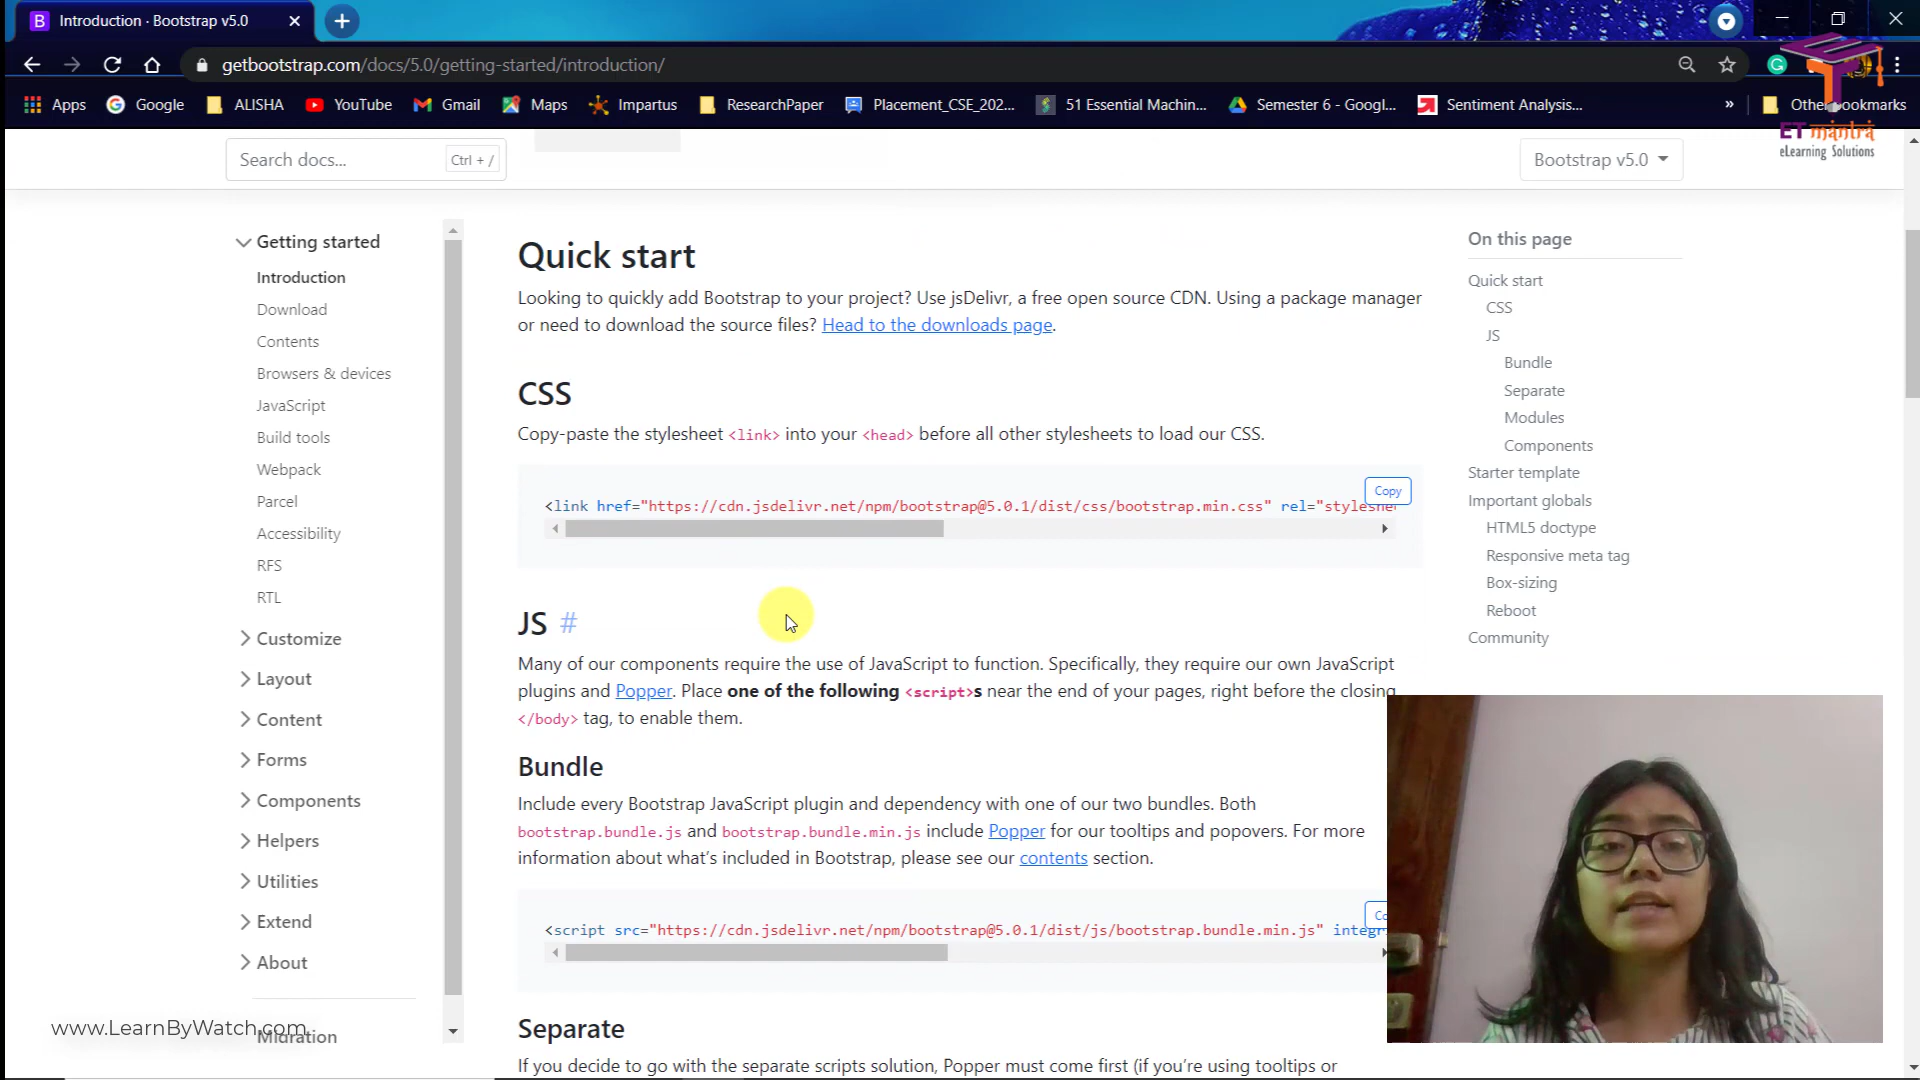 Introduction · Bootstrap v5.0
getbootstrap.com/docs/5.0/getting-started/introduction/
Apps
Google
ALISHA
YouTube
Gmail
Maps
Impartus
ResearchPaper
Placement_CSE_202...
51 Essential Machin...
Semester 6 - Googl...
Sentiment Analysis...
»
Other bookmarks
ET mantra
eLearning Solutions
Search docs...
Ctrl + /
Bootstrap v5.0
Getting started
Introduction
Download
Contents
Browsers & devices
JavaScript
Build tools
Webpack
Parcel
Accessibility
RFS
RTL
Customize
Layout
Content
Forms
Components
Helpers
Utilities
Extend
About
Migration
www.LearnByWatch.com
Quick start
Looking to quickly add Bootstrap to your project? Use jsDelivr, a free open source CDN. Using a package manager
or need to download the source files? Head to the downloads page.
CSS
Copy-paste the stylesheet <link> into your <head> before all other stylesheets to load our CSS.
Copy
<link href="https://cdn.jsdelivr.net/npm/bootstrap@5.0.1/dist/css/bootstrap.min.css" rel="styleshe
JS #
Many of our components require the use of JavaScript to function. Specifically, they require our own JavaScript
plugins and Popper. Place one of the following <script>s near the end of your pages, right before the closing
</body> tag, to enable them.
Bundle
Include every Bootstrap JavaScript plugin and dependency with one of our two bundles. Both
bootstrap.bundle.js and bootstrap.bundle.min.js include Popper for our tooltips and popovers. For more
information about what's included in Bootstrap, please see our contents section.
Co
<script src="https://cdn.jsdelivr.net/npm/bootstrap@5.0.1/dist/js/bootstrap.bundle.min.js" integr
Separate
If you decide to go with the separate scripts solution, Popper must come first (if you're using tooltips or
On this page
Quick start
CSS
JS
Bundle
Separate
Modules
Components
Starter template
Important globals
HTML5 doctype
Responsive meta tag
Box-sizing
Reboot
Community